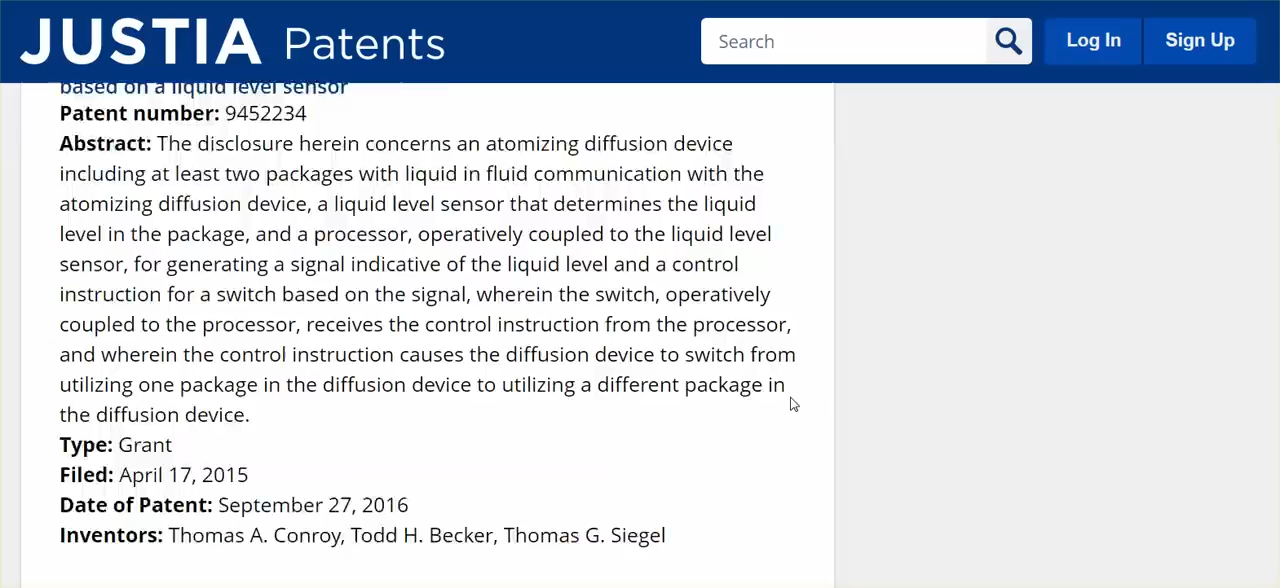 JUSTIA Patents
Search
Log In
Sign Up
based on a liquid level sensor
Patent number: 9452234
Abstract: The disclosure herein concerns an atomizing diffusion device
including at least two packages with liquid in fluid communication with the
atomizing diffusion device, a liquid level sensor that determines the liquid
level in the package, and a processor, operatively coupled to the liquid level
sensor, for generating a signal indicative of the liquid level and a control
instruction for a switch based on the signal, wherein the switch, operatively
coupled to the processor, receives the control instruction from the processor,
and wherein the control instruction causes the diffusion device to switch from
utilizing one package in the diffusion device to utilizing a different package in
the diffusion device.
Type: Grant
Filed: April 17, 2015
Date of Patent: September 27, 2016
Inventors: Thomas A. Conroy, Todd H. Becker, Thomas G. Siegel